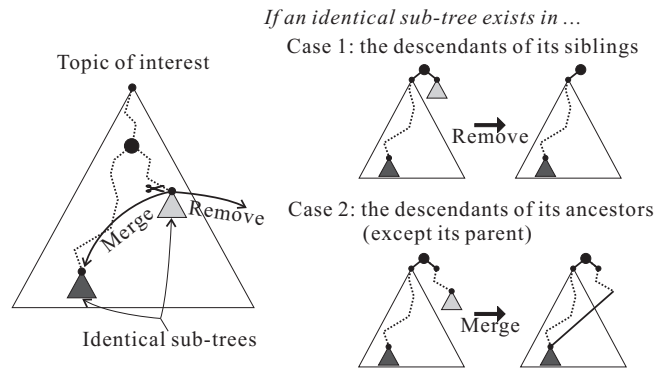 If an identical sub-tree exists in ...
Case 1: the descendants of its siblings
Topic of interest
Remove
Merge
Remove
Case 2: the descendants of its ancestors
(except its parent)
Merge
Identical sub-trees